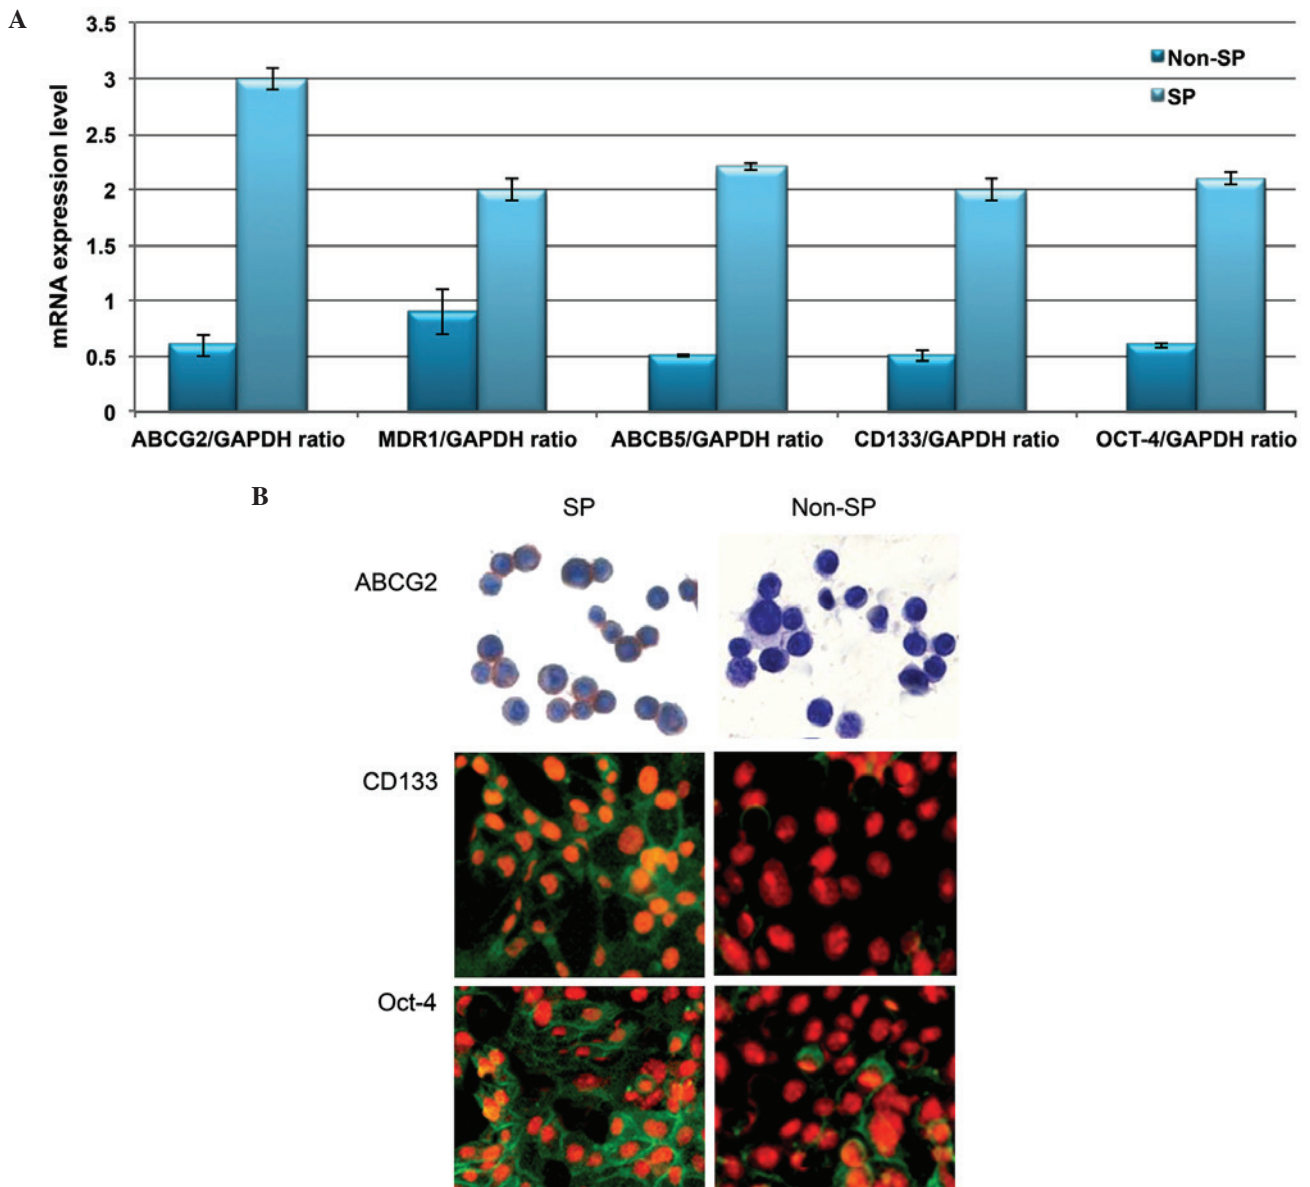 A
mRNA expression level
3.5
3
2.5
2
1.5
1
0.5
0
Non-SP
SP
ABCG2/GAPDH ratio
MDR1/GAPDH ratio
ABCB5/GAPDH ratio
CD133/GAPDH ratio
OCT-4/GAPDH ratio
B
SP
Non-SP
ABCG2
CD133
Oct-4